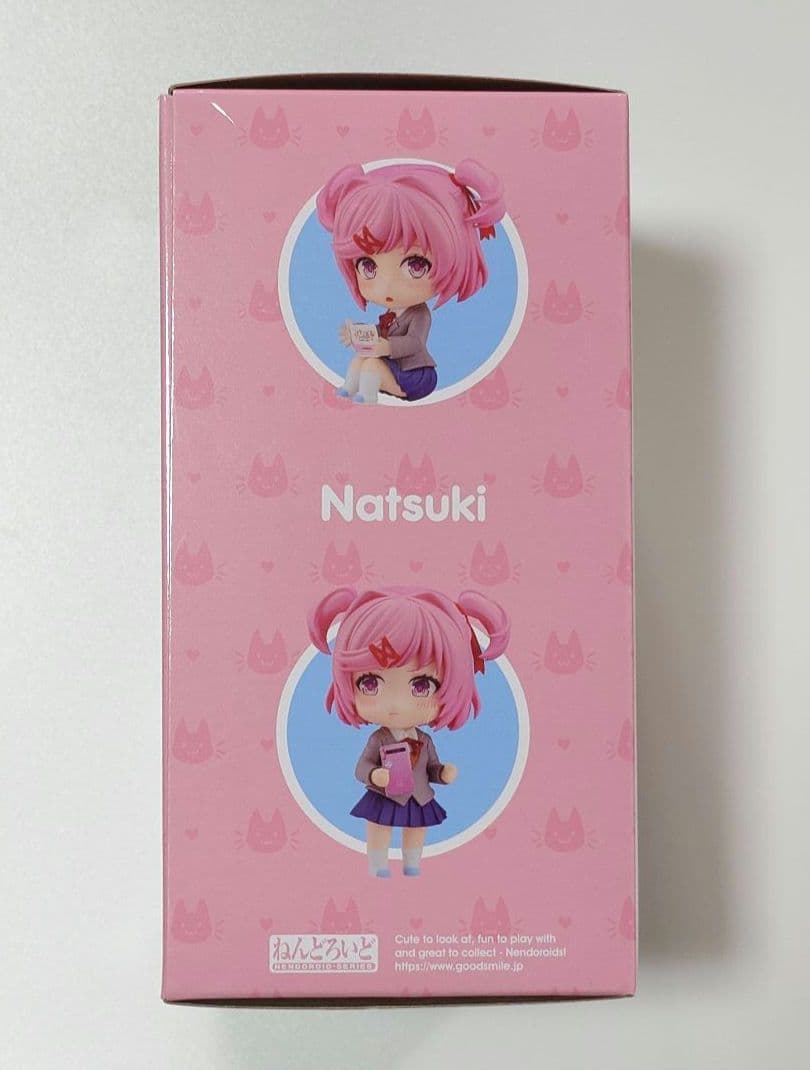 Natsuki
ねんどろいど
NENDOROID·SERIES
Cute to look at, fun to play with
and great to collect - Nendoroids!
https://www.goodsmile.jp